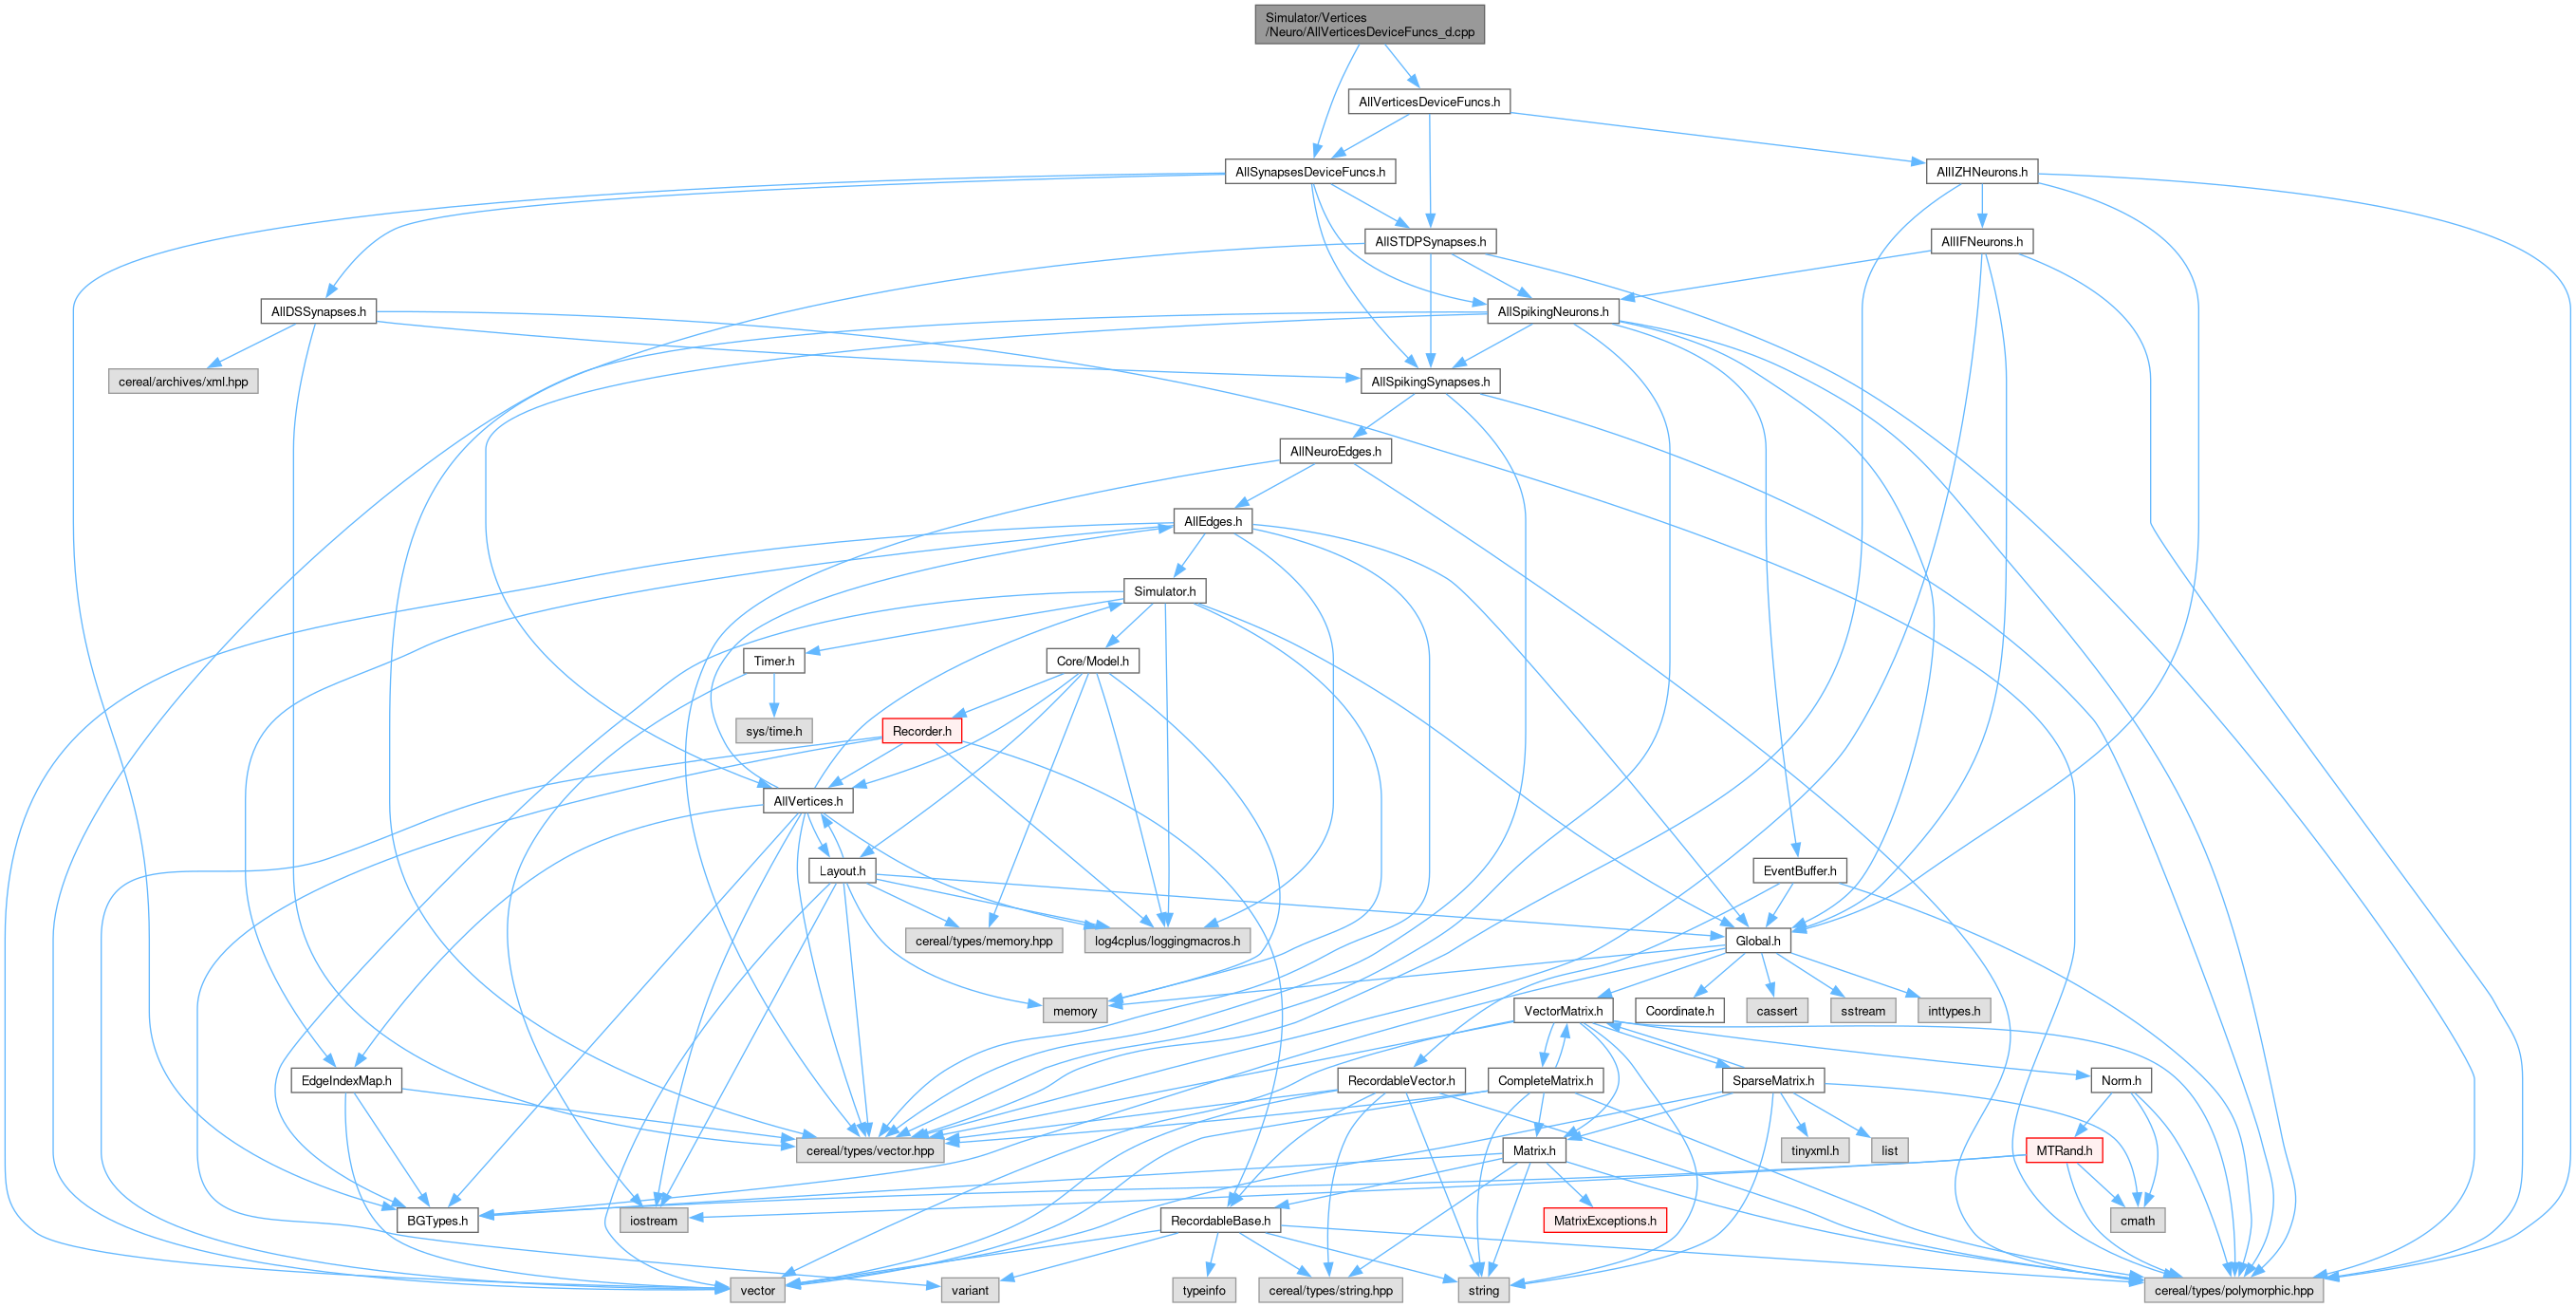 Simulator/Vertices
/Neuro/AllVerticesDeviceFuncs_d.cpp
AllVerticesDeviceFuncs.h
AllSynapsesDeviceFuncs.h
AllIZHNeurons.h
AllSTDPSynapses.h
AllIFNeurons.h
AllDSSynapses.h
AllSpikingNeurons.h
cereal/archives/xml.hpp
AllSpikingSynapses.h
AllNeuroEdges.h
AllEdges.h
Simulator.h
Timer.h
Core/Model.h
sys/time.h
Recorder.h
AllVertices.h
Layout.h
EventBuffer.h
cereal/types/memory.hpp
log4cplus/loggingmacros.h
Global.h
memory
VectorMatrix.h
Coordinate.h
cassert
sstream
inttypes.h
EdgeIndexMap.h
RecordableVector.h
CompleteMatrix.h
SparseMatrix.h
Norm.h
cereal/types/vector.hpp
Matrix.h
tinyxml.h
list
MTRand.h
BGTypes.h
iostream
RecordableBase.h
MatrixExceptions.h
cmath
vector
variant
typeinfo
cereal/types/string.hpp
string
cereal/types/polymorphic.hpp